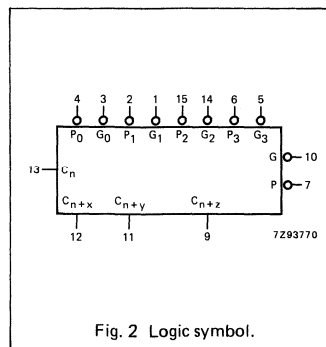 4 3 2 1 15 14 6 5
P0 G0 P1 G1 P2 G2 P3 G3
G 10
13 Cn
P 7
Cn+x Cn+y Cn+z
7Z93770
12 11 9
Fig. 2 Logic symbol.